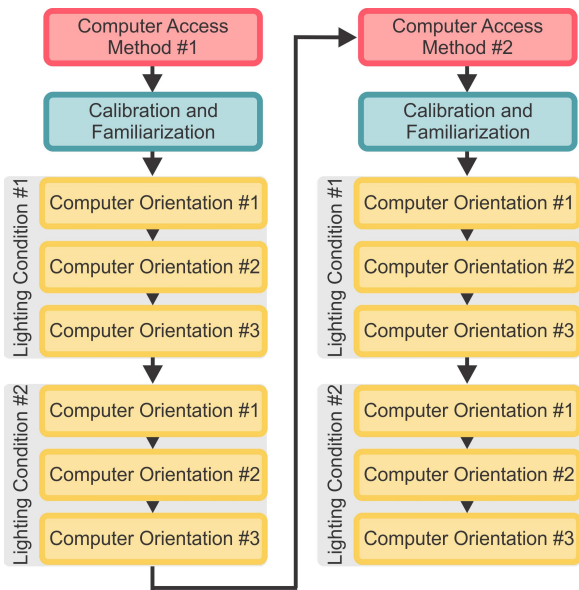 Computer Access
Method #1
Calibration and
Familiarization
Lighting Condition #1
Computer Orientation #1
Computer Orientation #2
Computer Orientation #3
Lighting Condition #2
Computer Orientation #1
Computer Orientation #2
Computer Orientation #3
Computer Access
Method #2
Calibration and
Familiarization
Lighting Condition #1
Computer Orientation #1
Computer Orientation #2
Computer Orientation #3
Lighting Condition #2
Computer Orientation #1
Computer Orientation #2
Computer Orientation #3